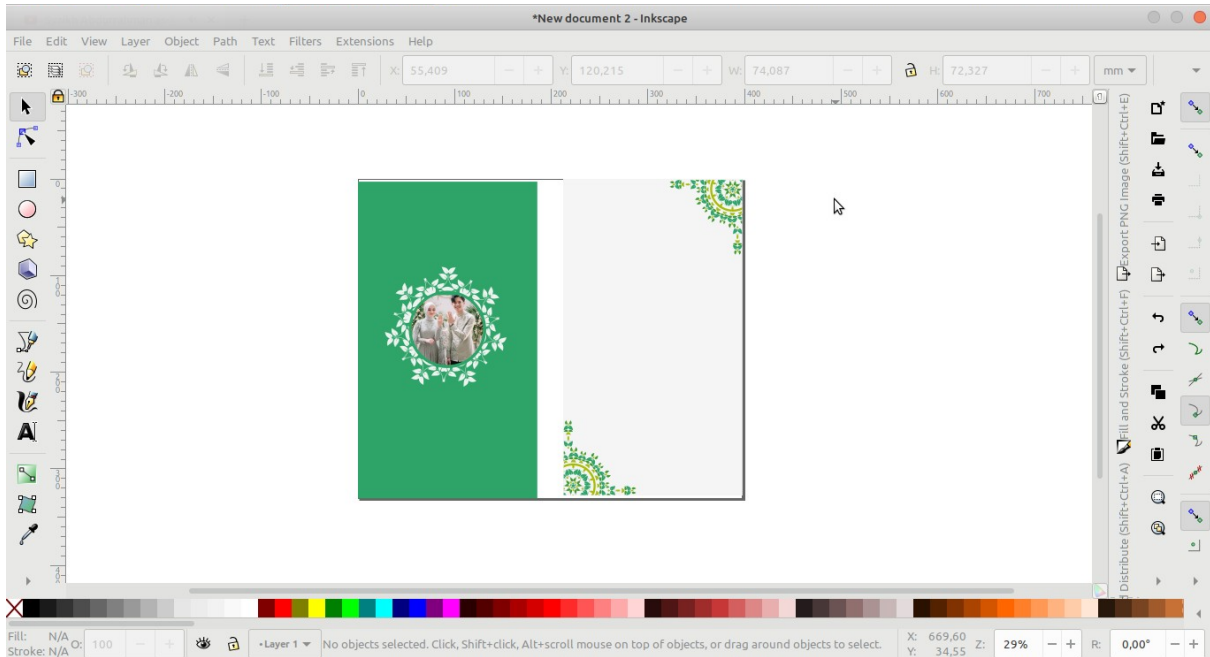 *New document 2 - Inkscape
File Edit View Layer Object Path Text Filters Extensions Help
X: 55,409 − + Y: 120,215 − + W: 74,087 − + H: 72,327 − + mm
-300 -200 -100 0 100 200 300 400 500 600 700
Export PNG Image (Shift+Ctrl+E)
Fill and Stroke (Shift+Ctrl+F)
Distribute (Shift+Ctrl+A)
Fill: N/A O: 100 − + •Layer 1 No objects selected. Click, Shift+click, Alt+scroll mouse on top of objects, or drag around objects to select. X: 669,60 Z: 29% − + R: 0,00° − +
Stroke: N/A Y: 34,55